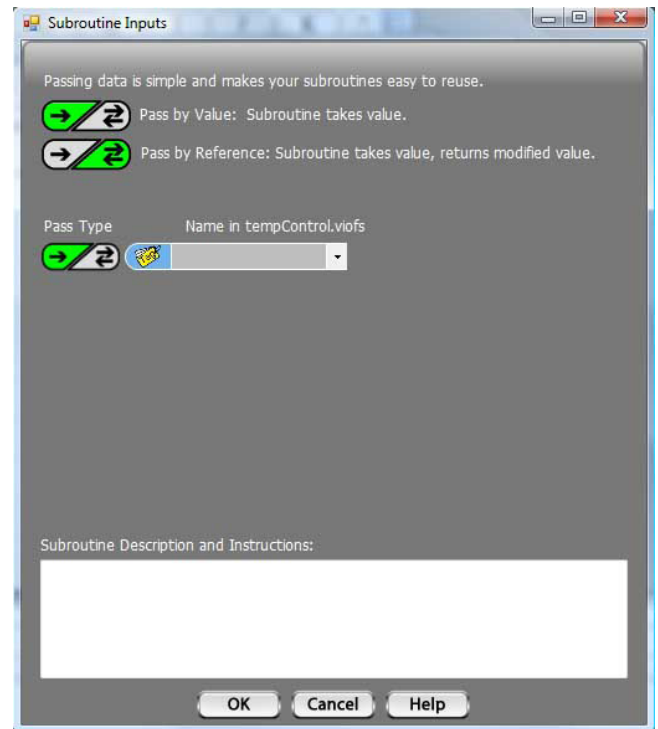 Subroutine Inputs
Passing data is simple and makes your subroutines easy to reuse.
Pass by Value: Subroutine takes value.
Pass by Reference: Subroutine takes value, returns modified value.
Pass Type Name in tempControl.viofs
Subroutine Description and Instructions:
OK Cancel Help